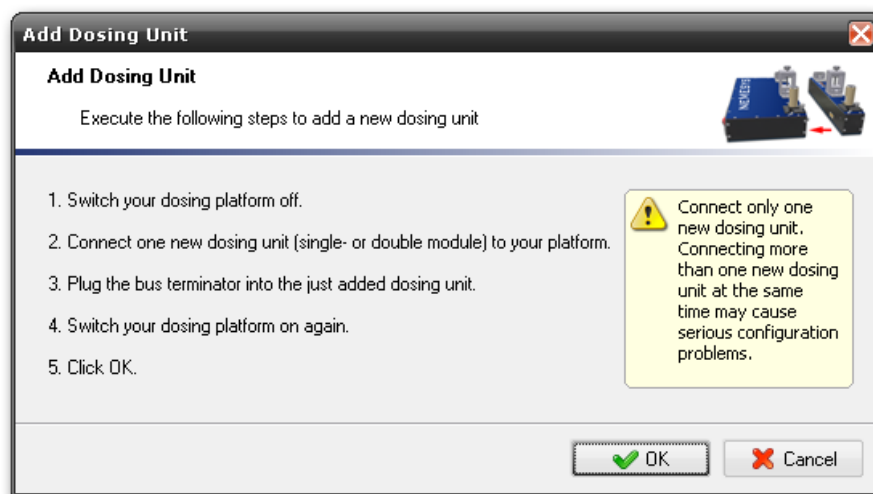 Add Dosing Unit
Add Dosing Unit
Execute the following steps to add a new dosing unit
NEMESYS
1. Switch your dosing platform off.
2. Connect one new dosing unit (single- or double module) to your platform.
3. Plug the bus terminator into the just added dosing unit.
4. Switch your dosing platform on again.
5. Click OK.
Connect only one
new dosing unit.
Connecting more
than one new dosing
unit at the same
time may cause
serious configuration
problems.
OK
Cancel